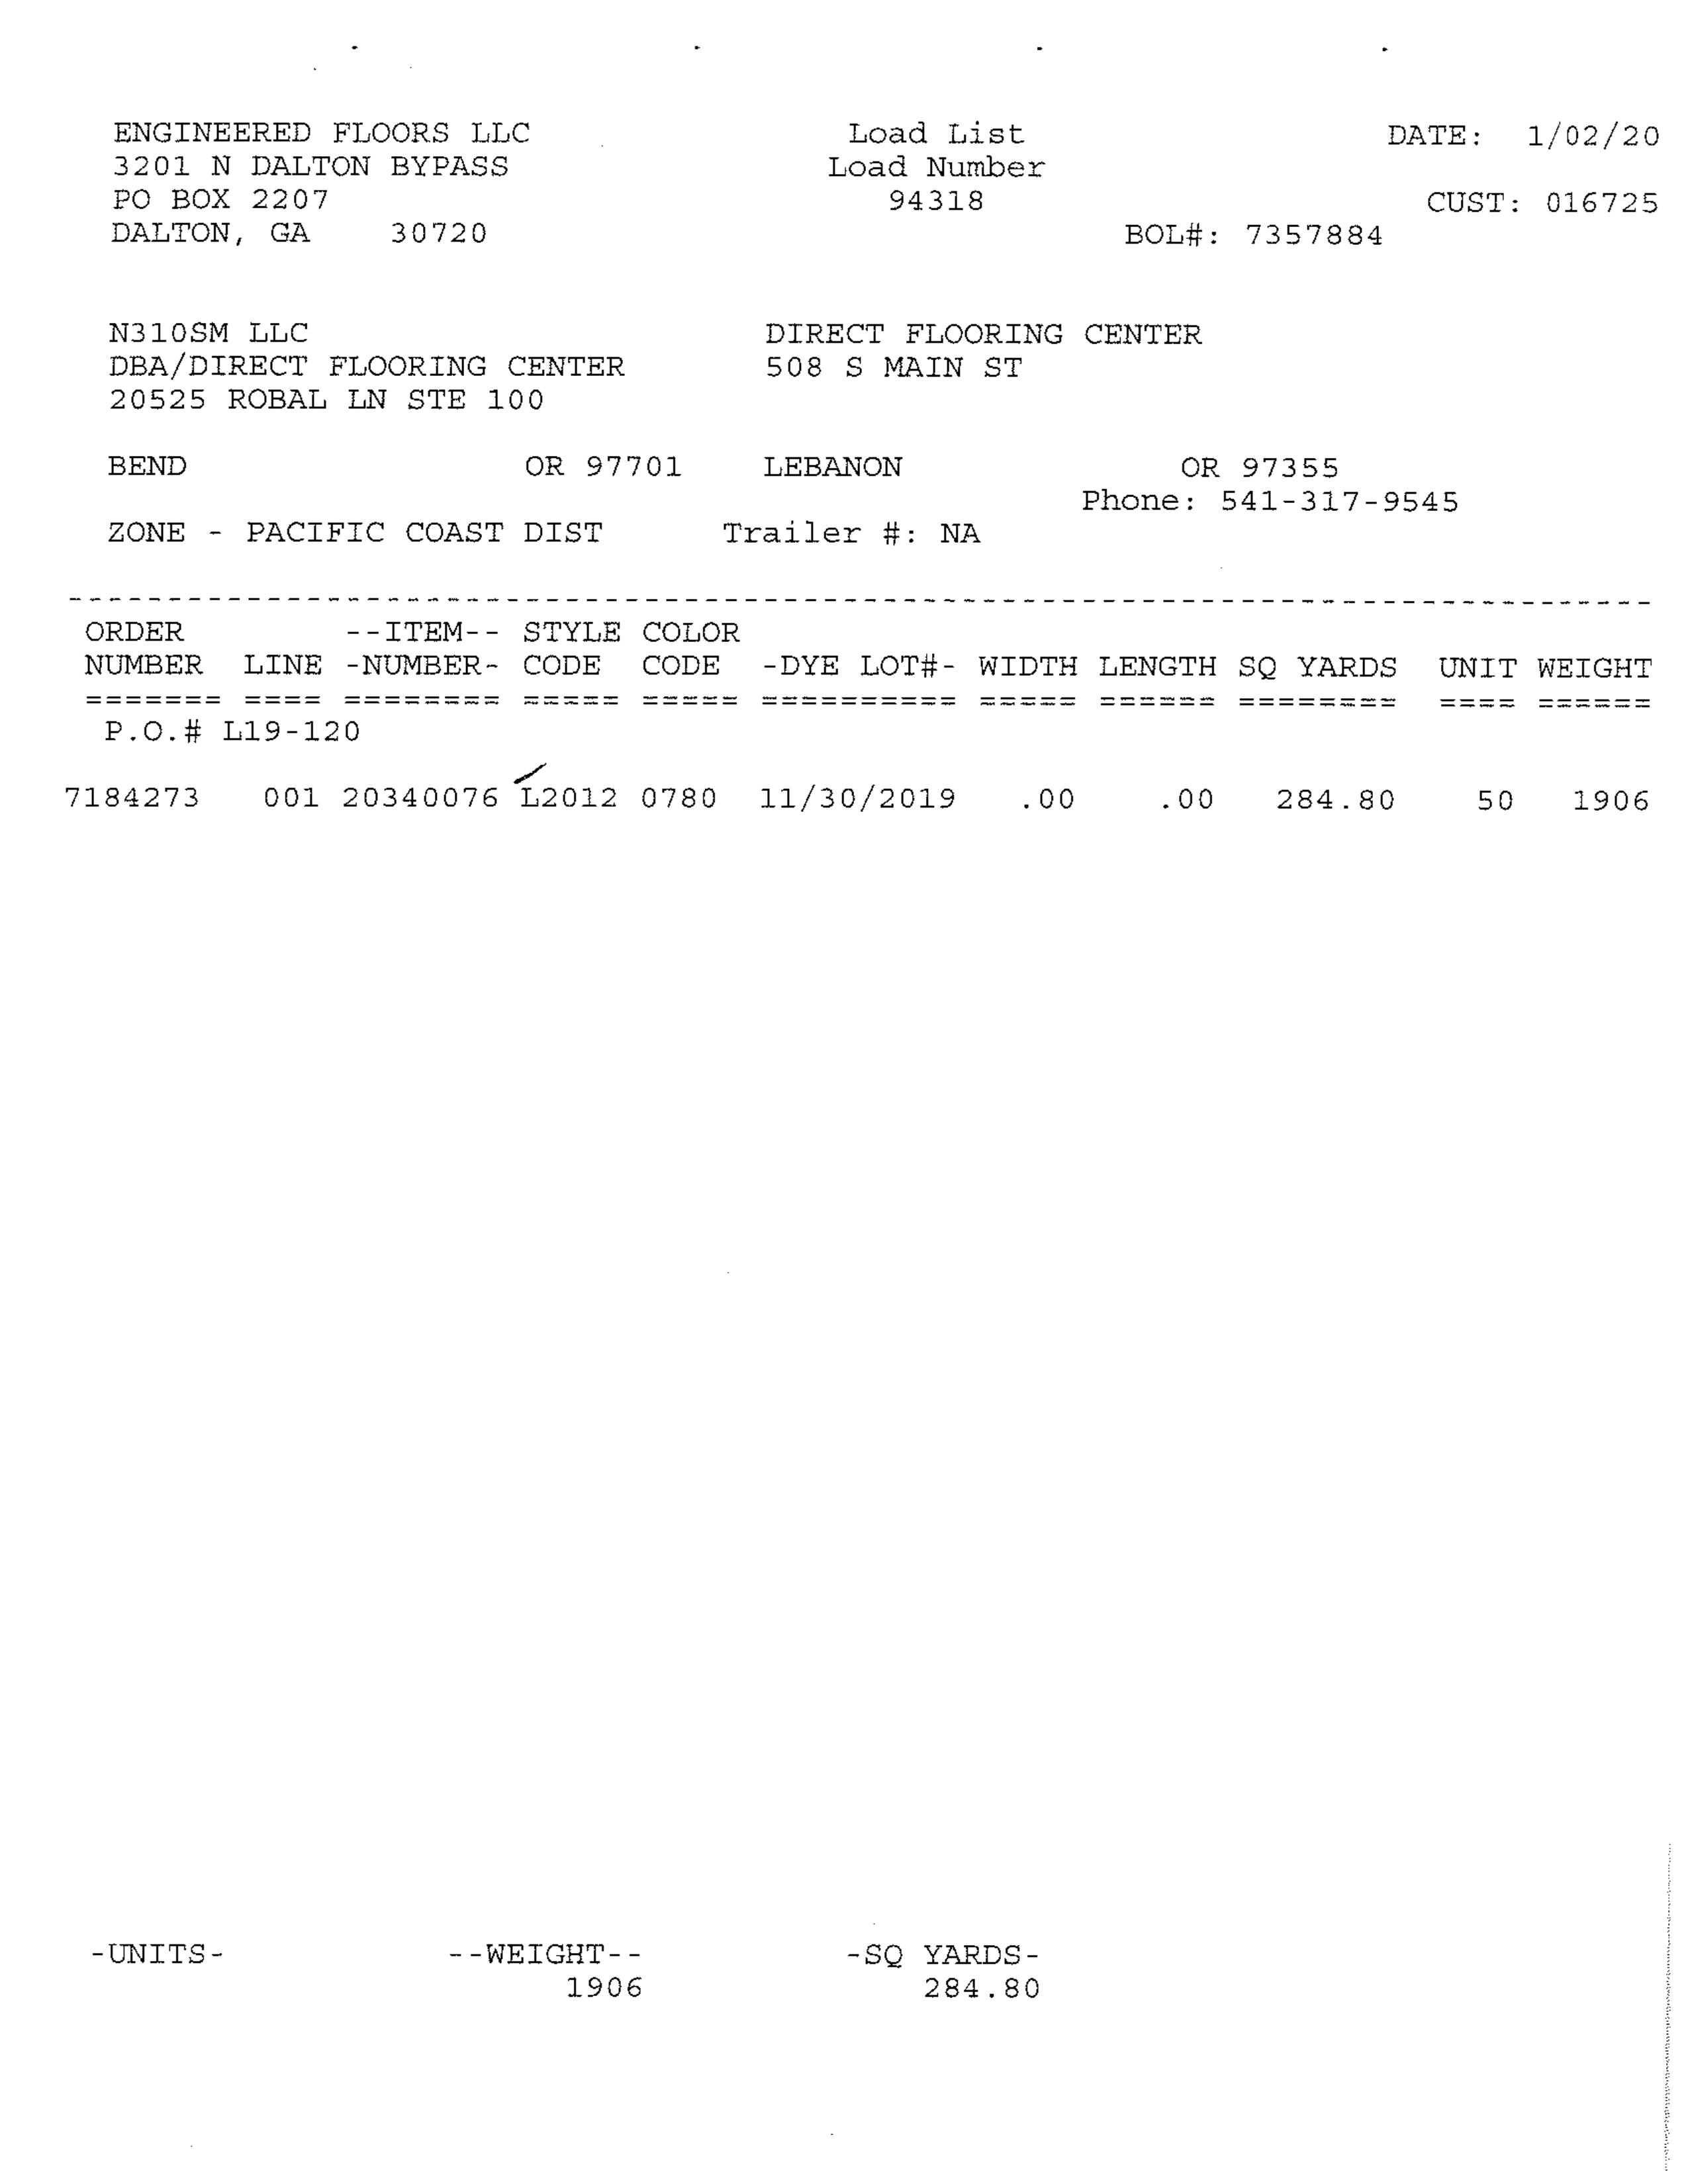 ENGINEERED FLOORS LLC Load List DATE: 1/02/20
3201 N DALTON BYPASS Load Number
PO BOX 2207 94318 CUST: 016725
DALTON, GA 30720 BOL#: 7357884
N310SM LLC DIRECT FLOORING CENTER
DBA/DIRECT FLOORING CENTER 508 S MAIN ST
20525 ROBAL LN STE 100
BEND OR 97701 LEBANON OR 97355
Phone: 541-317-9545
ZONE - PACIFIC COAST DIST Trailer #: NA
--------------------------------------------------------------------------------
ORDER --ITEM-- STYLE COLOR
NUMBER LINE -NUMBER- CODE CODE -DYE LOT#- WIDTH LENGTH SQ YARDS UNIT WEIGHT
======= ==== ======== ===== ===== ========== ===== ====== ======== ==== ======
P.O.# L19-120
7184273 001 20340076 L2012 0780 11/30/2019 .00 .00 284.80 50 1906
-UNITS- --WEIGHT-- -SQ YARDS-
1906 284.80